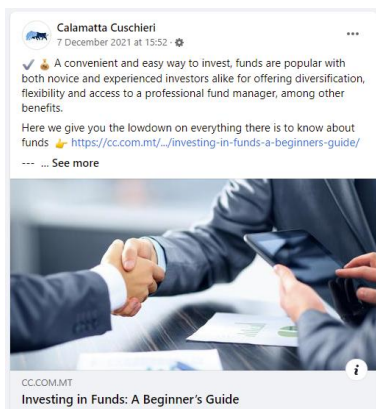 Calamatta Cuschieri
7 December 2021 at 15:52 ·
A convenient and easy way to invest, funds are popular with
both novice and experienced investors alike for offering diversification,
flexibility and access to a professional fund manager, among other
benefits.
Here we give you the lowdown on everything there is to know about
funds 👉 https://cc.com.mt/.../investing-in-funds-a-beginners-guide/
--- ... See more
i
CC.COM.MT
Investing in Funds: A Beginner's Guide